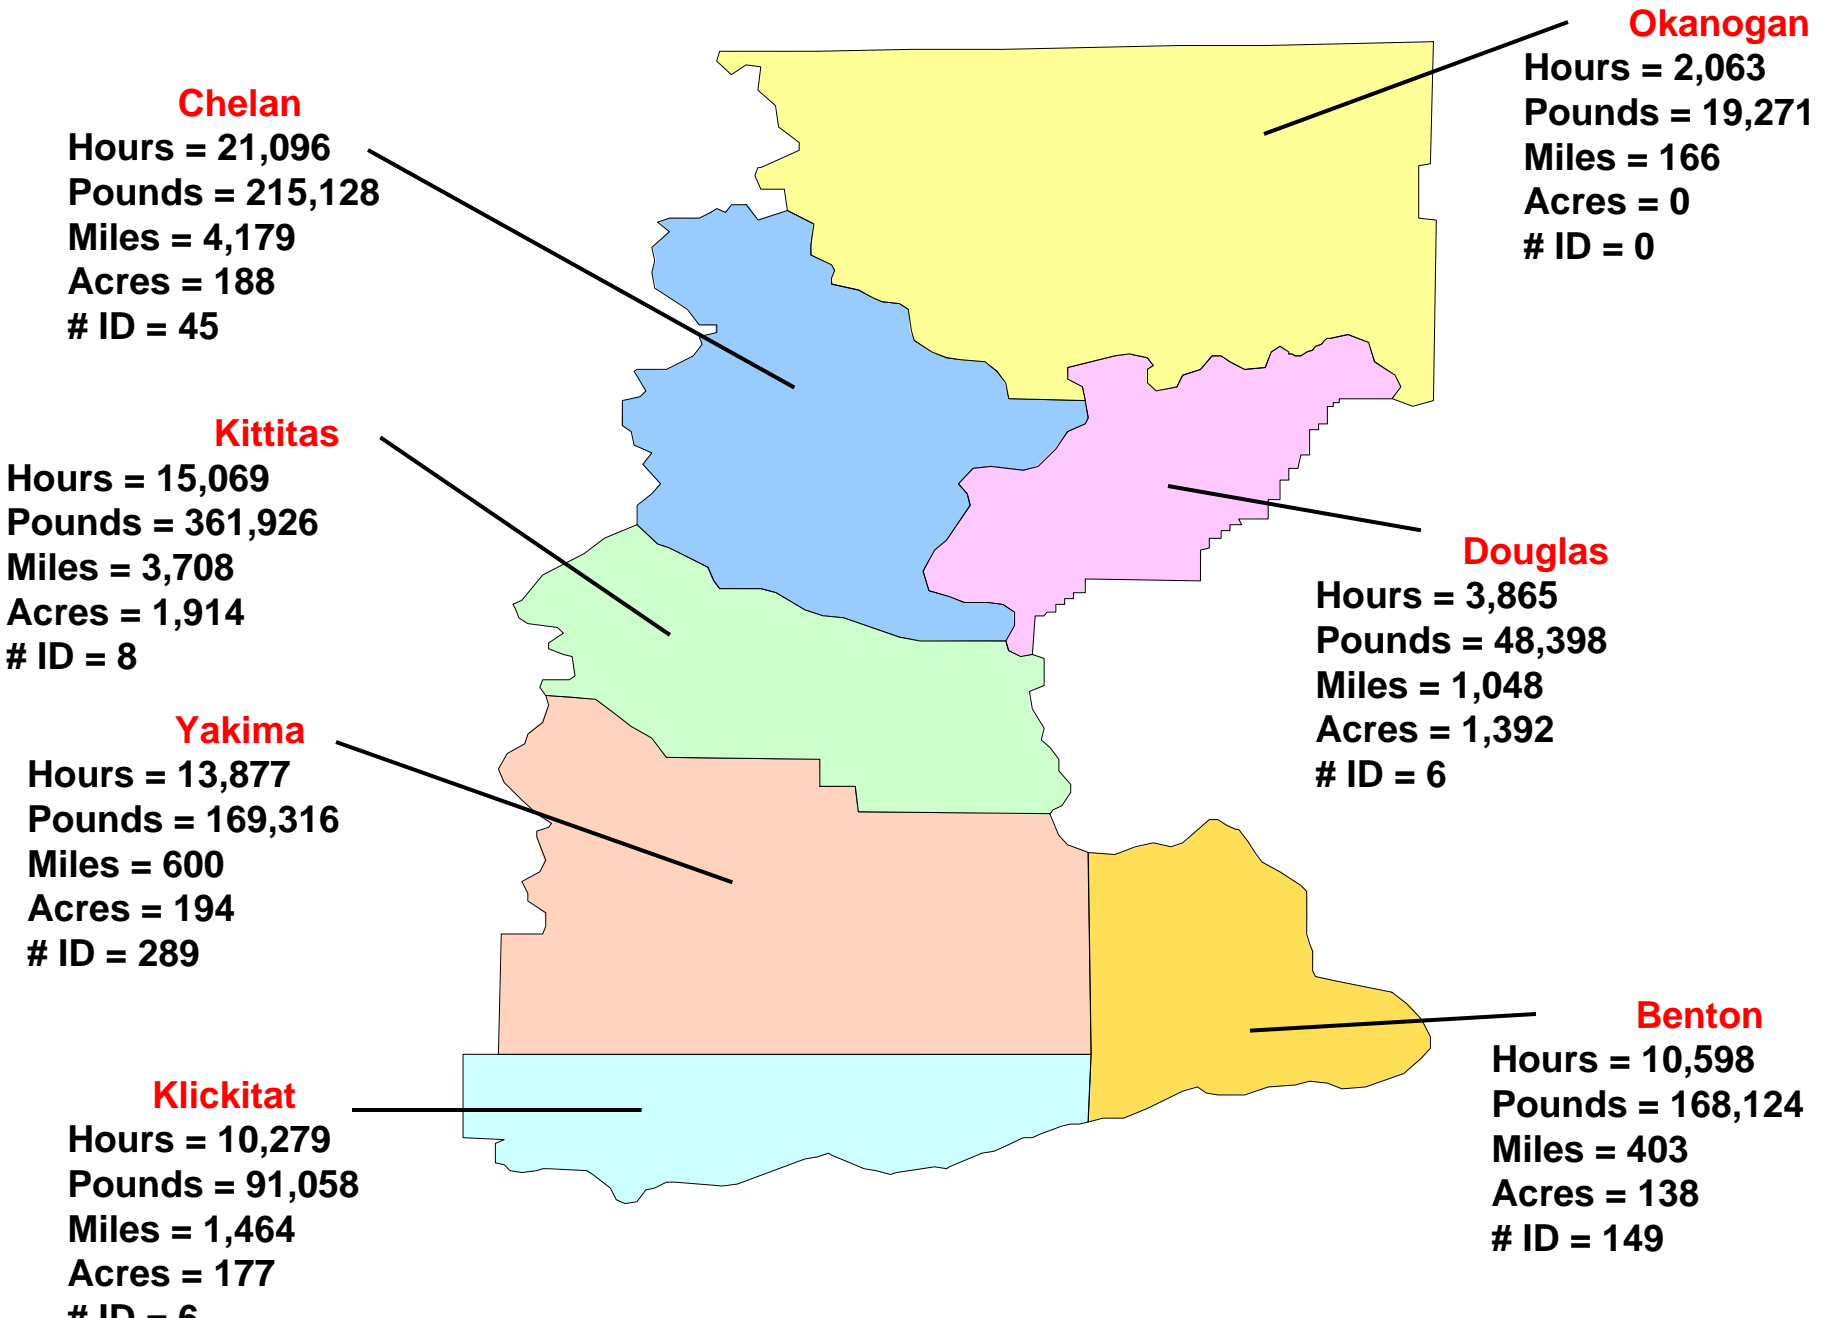 Okanogan
Hours = 2,063
Pounds = 19,271
Miles = 166
Acres = 0
# ID = 0
Chelan
Hours = 21,096
Pounds = 215,128
Miles = 4,179
Acres = 188
# ID = 45
Kittitas
Hours = 15,069
Pounds = 361,926
Miles = 3,708
Acres = 1,914
# ID = 8
Douglas
Hours = 3,865
Pounds = 48,398
Miles = 1,048
Acres = 1,392
# ID = 6
Yakima
Hours = 13,877
Pounds = 169,316
Miles = 600
Acres = 194
# ID = 289
Benton
Hours = 10,598
Pounds = 168,124
Miles = 403
Acres = 138
# ID = 149
Klickitat
Hours = 10,279
Pounds = 91,058
Miles = 1,464
Acres = 177
# ID =